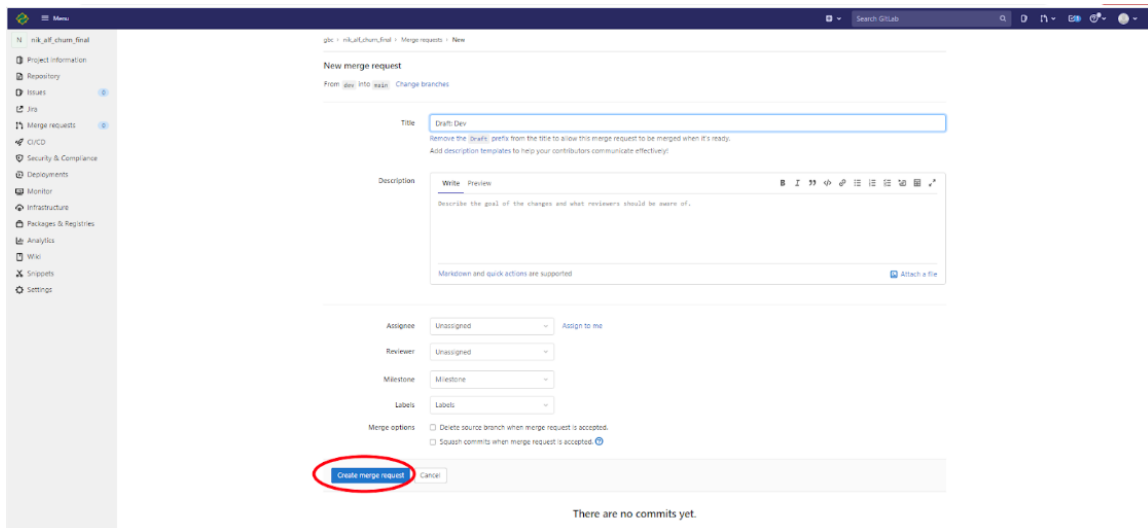 Menu
Search GitLab
N nik_alf_churn_final
Project information
Repository
Issues 0
Jira
Merge requests 0
CI/CD
Security & Compliance
Deployments
Monitor
Infrastructure
Packages & Registries
Analytics
Wiki
Snippets
Settings
gbc > nik_alf_churn_final > Merge requests > New
New merge request
From dev into main Change branches
Title
Draft: Dev
Remove the Draft prefix from the title to allow this merge request to be merged when it's ready.
Add description templates to help your contributors communicate effectively!
Description
Write Preview
Describe the goal of the changes and what reviewers should be aware of.
Markdown and quick actions are supported
Attach a file
Assignee Unassigned Assign to me
Reviewer Unassigned
Milestone Milestone
Labels Labels
Merge options Delete source branch when merge request is accepted.
Squash commits when merge request is accepted.
Create merge request Cancel
There are no commits yet.